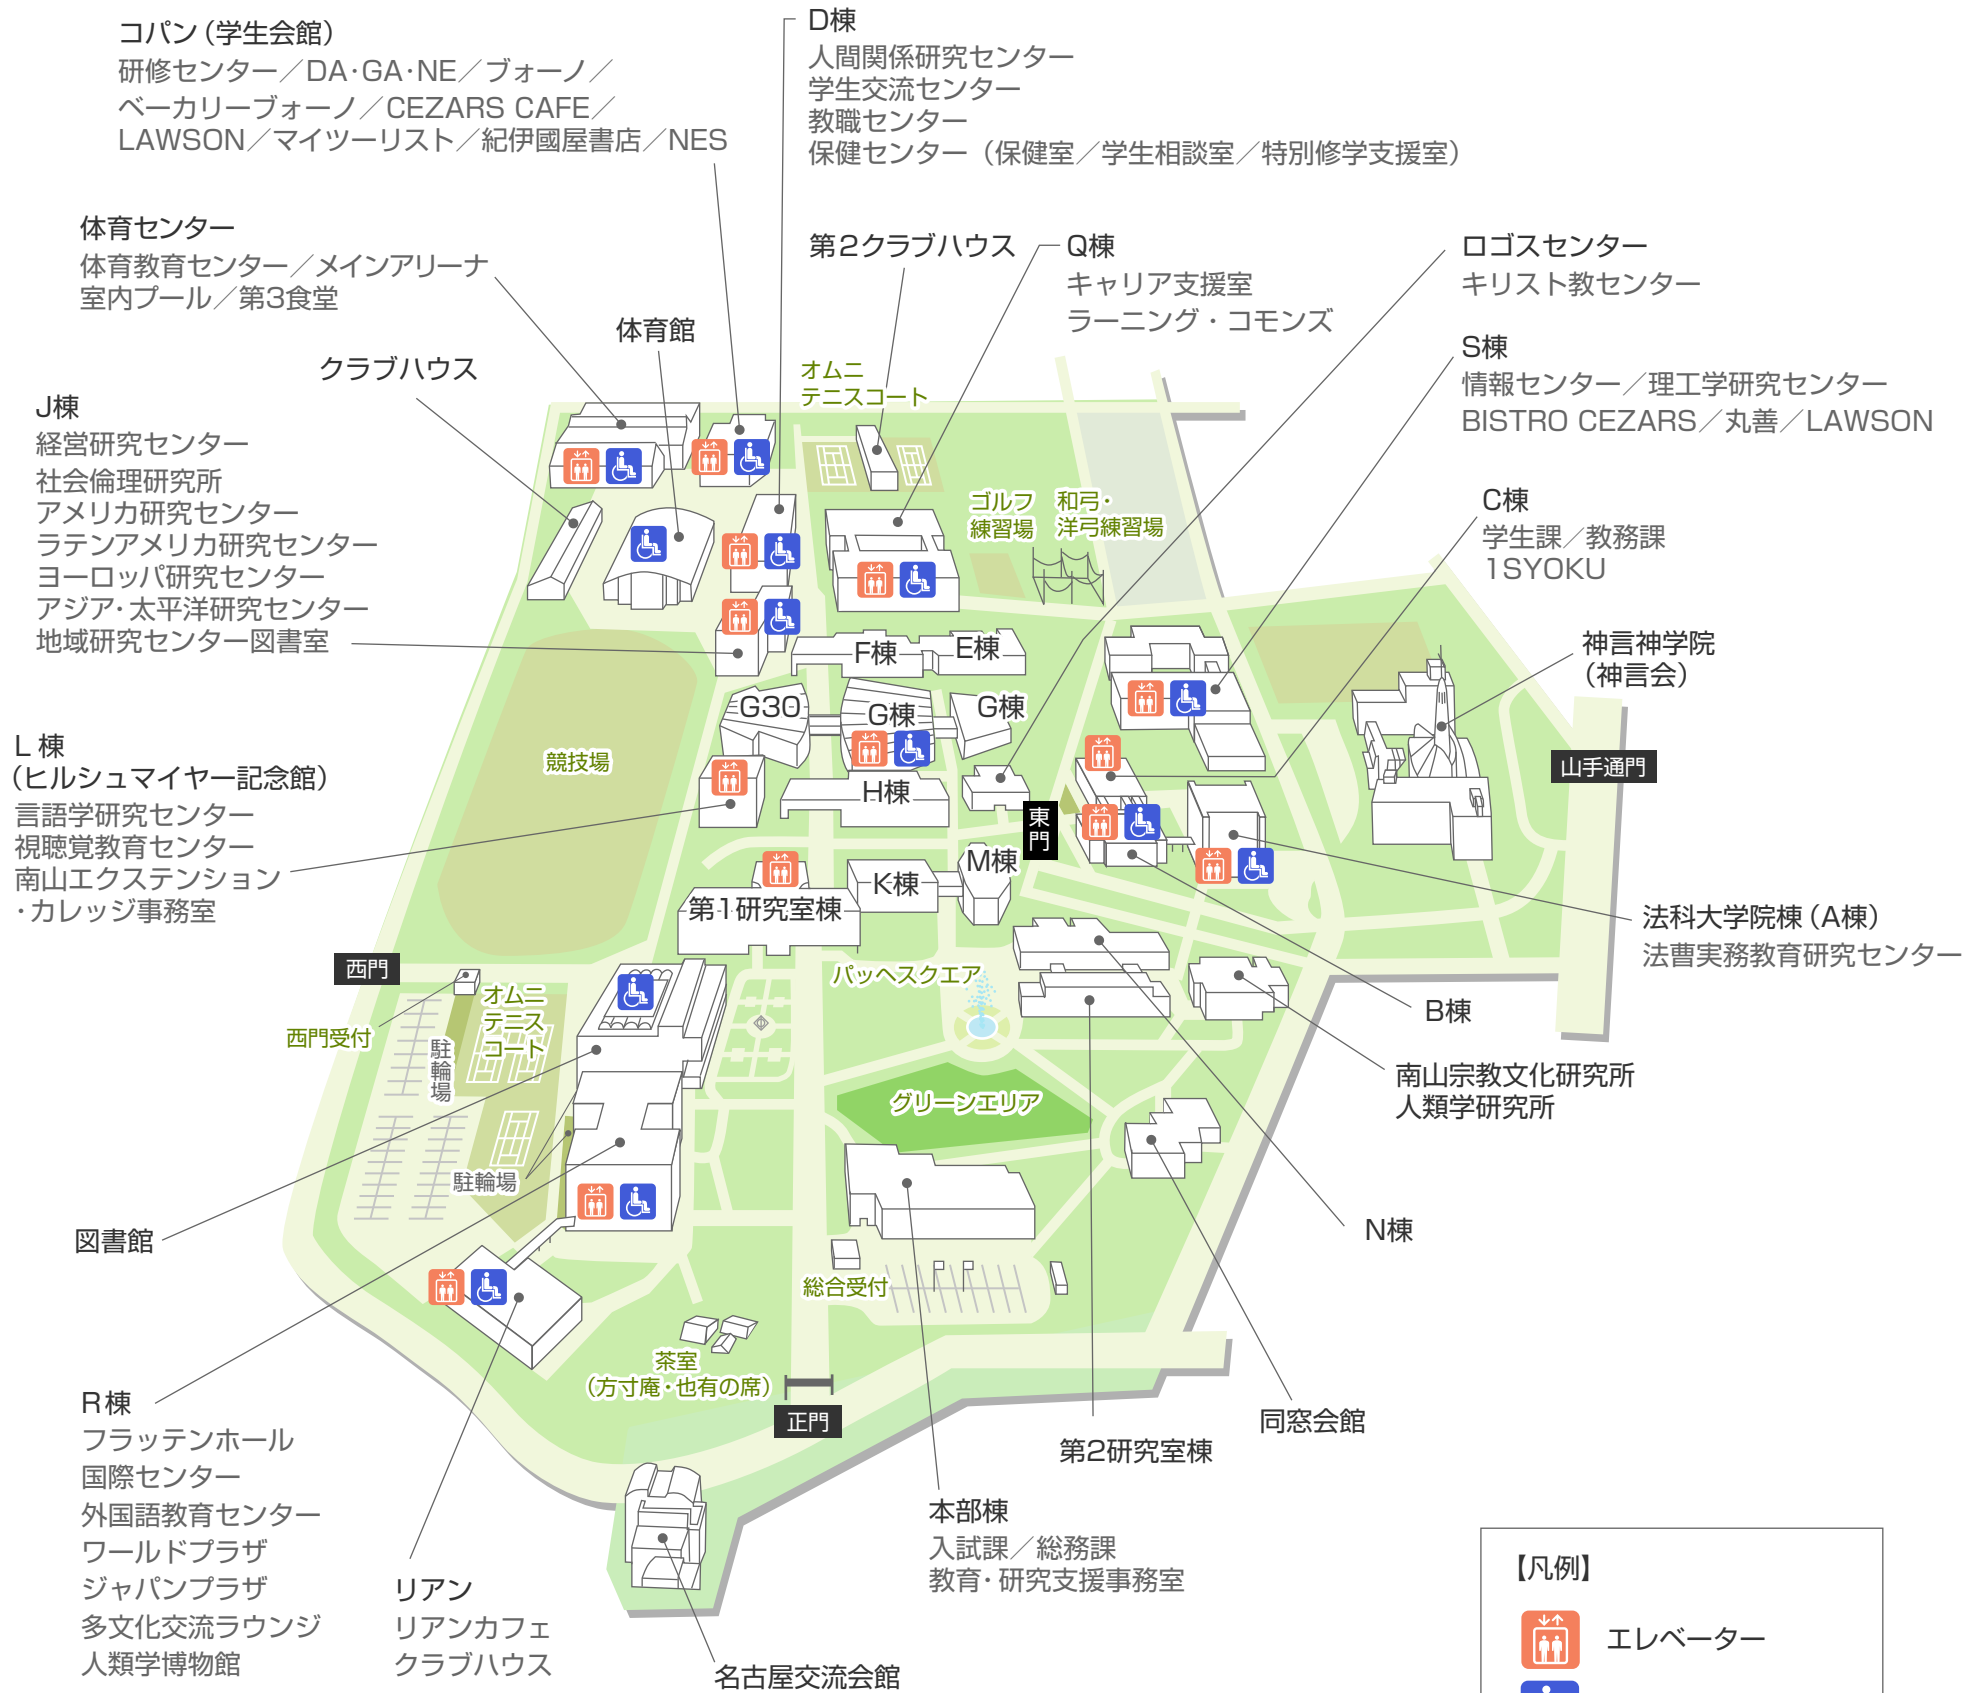 コパン（学生会館）
研修センター／DA・GA・NE／ブォーノ／
ベーカリーブォーノ／CEZARS CAFE／
LAWSON／マイツーリスト／紀伊國屋書店／NES
D棟
人間関係研究センター
学生交流センター
教職センター
保健センター（保健室／学生相談室／特別修学支援室）
体育センター
体育教育センター／メインアリーナ
室内プール／第3食堂
第2クラブハウス
Q棟
キャリア支援室
ラーニング・コモンズ
ロゴスセンター
キリスト教センター
体育館
クラブハウス
オムニ
テニスコート
S棟
情報センター／理工学研究センター
BISTRO CEZARS／丸善／LAWSON
J棟
経営研究センター
社会倫理研究所
アメリカ研究センター
ラテンアメリカ研究センター
ヨーロッパ研究センター
アジア・太平洋研究センター
地域研究センター図書室
ゴルフ
練習場
和弓・
洋弓練習場
C棟
学生課／教務課
1SYOKU
神言神学院
（神言会）
F棟
E棟
G30
G棟
G棟
L棟
（ヒルシュマイヤー記念館）
言語学研究センター
視聴覚教育センター
南山エクステンション
・カレッジ事務室
競技場
H棟
東門
山手通門
M棟
K棟
第1研究室棟
法科大学院棟（A棟）
法曹実務教育研究センター
西門
パッヘスクエア
オムニ
テニス
コート
西門受付
駐輪場
B棟
南山宗教文化研究所
人類学研究所
グリーンエリア
駐輪場
図書館
N棟
総合受付
茶室
（方寸庵・也有の席）
正門
同窓会館
第2研究室棟
R棟
フラッテンホール
国際センター
外国語教育センター
ワールドプラザ
ジャパンプラザ
多文化交流ラウンジ
人類学博物館
リアン
リアンカフェ
クラブハウス
本部棟
入試課／総務課
教育・研究支援事務室
名古屋交流会館
【凡例】
エレベーター